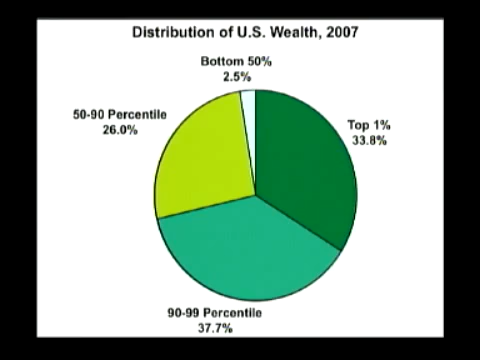 Distribution of U.S. Wealth, 2007
Bottom 50%
2.5%
50-90 Percentile
26.0%
Top 1%
33.8%
90-99 Percentile
37.7%